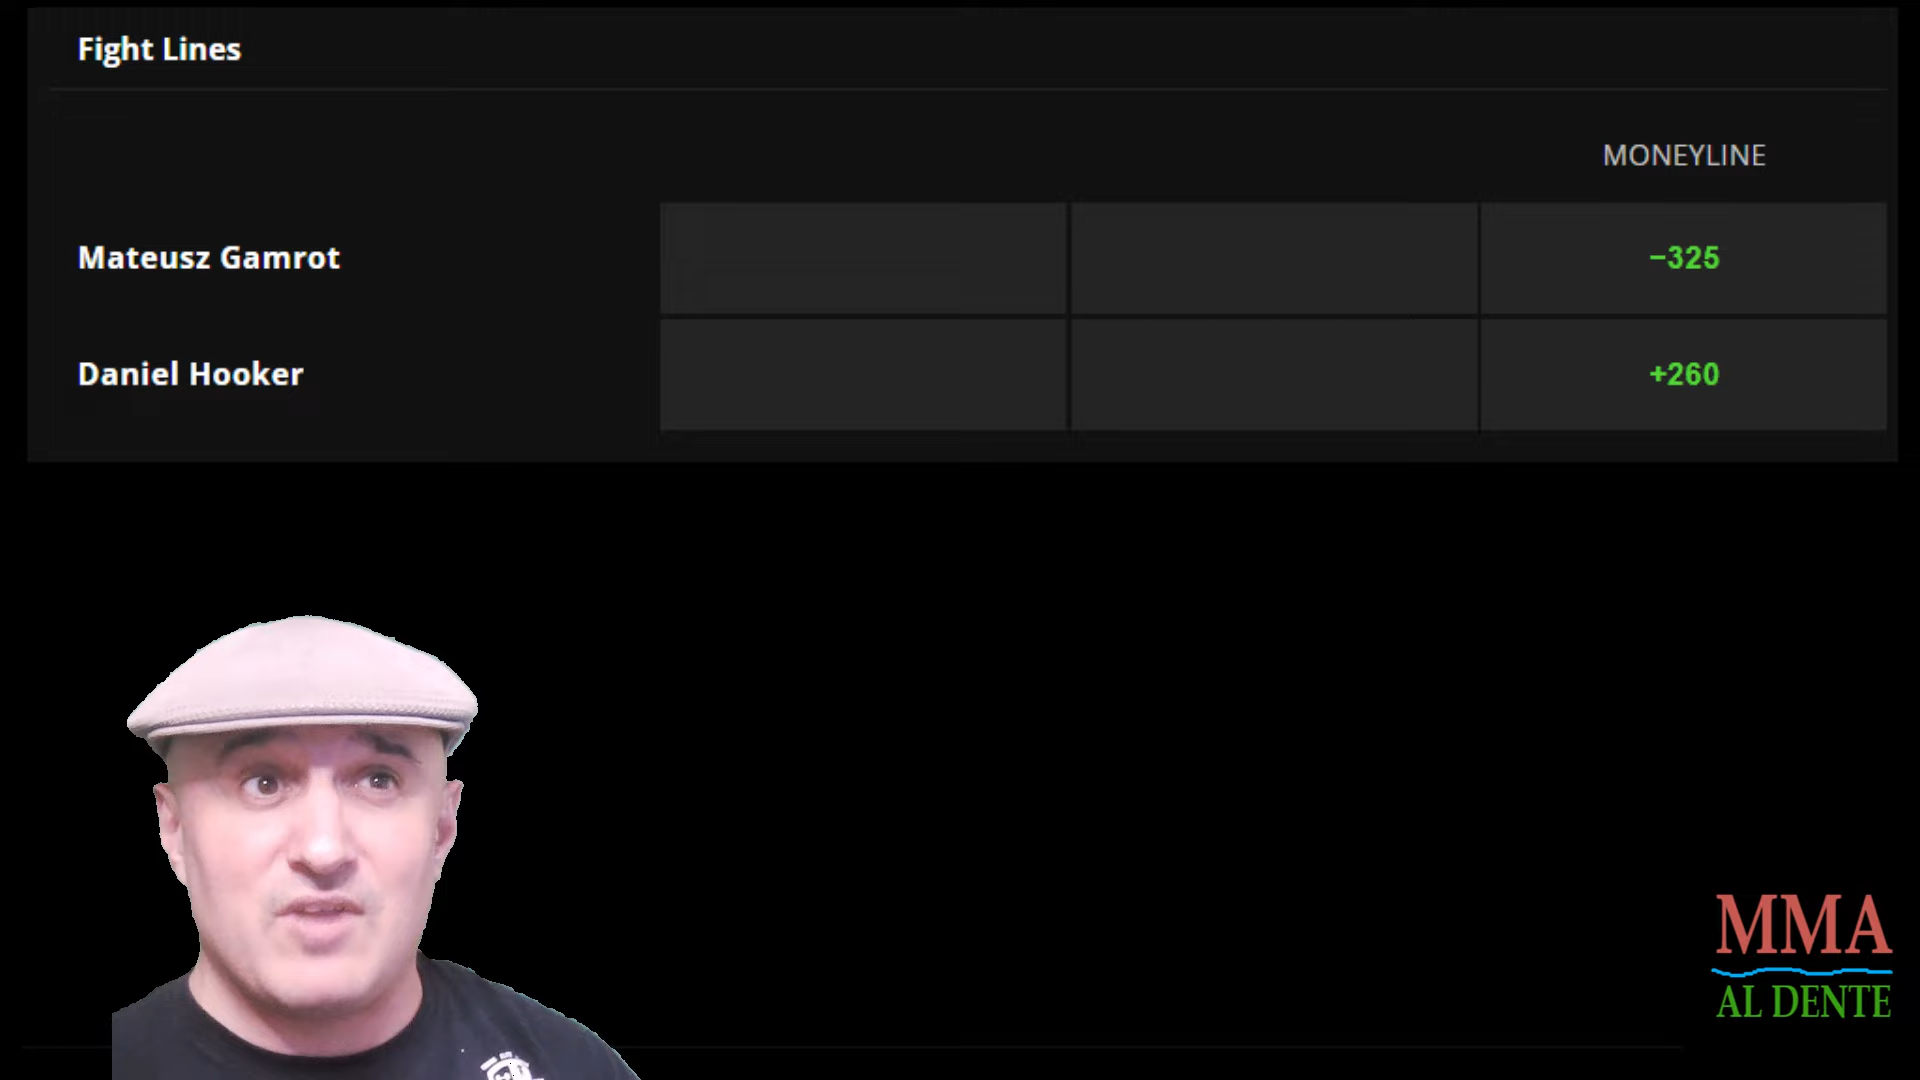 Fight Lines
MONEYLINE
Mateusz Gamrot
−325
Daniel Hooker
+260
MMA
AL DENTE